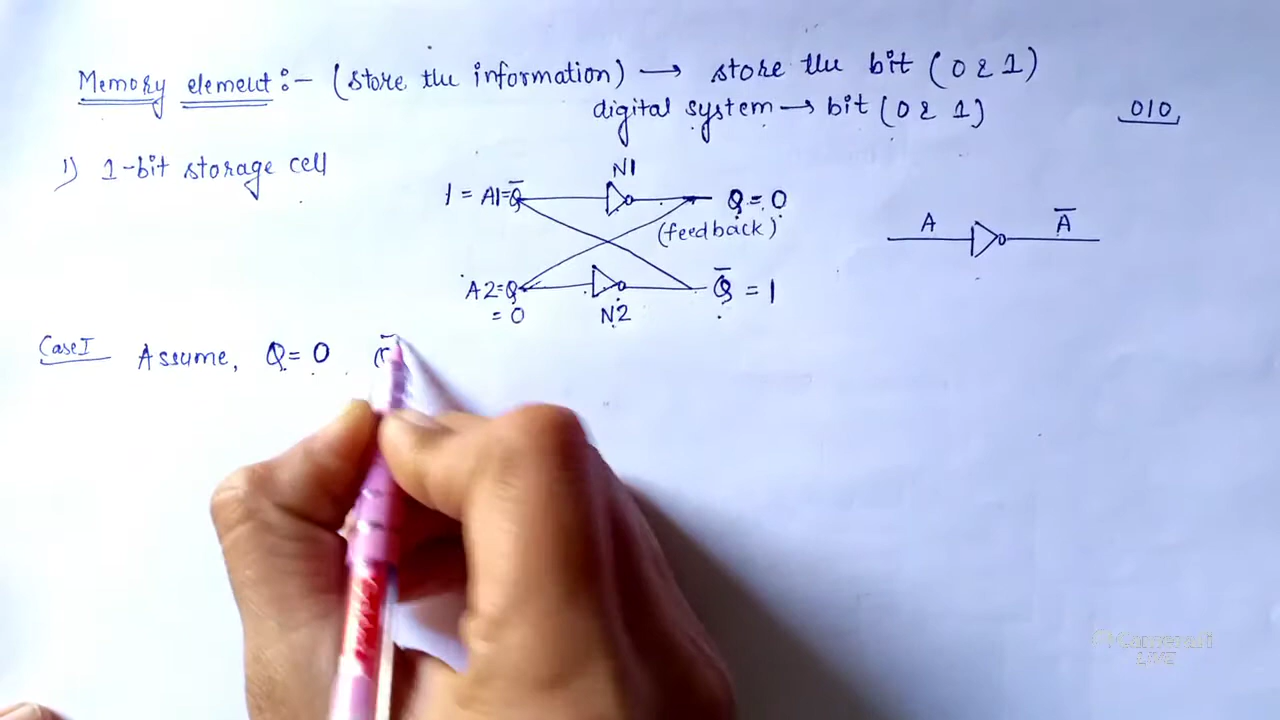 Memory element :- (store the information) → store the bit (0 & 1)
digital system → bit (0 & 1)
010
1) 1-bit storage cell
N1
1 = A1=Q̅
Q = 0
(feedback)
A
A̅
A2=Q
= 0
N2
Q̅ = 1
Case I Assume, Q = 0